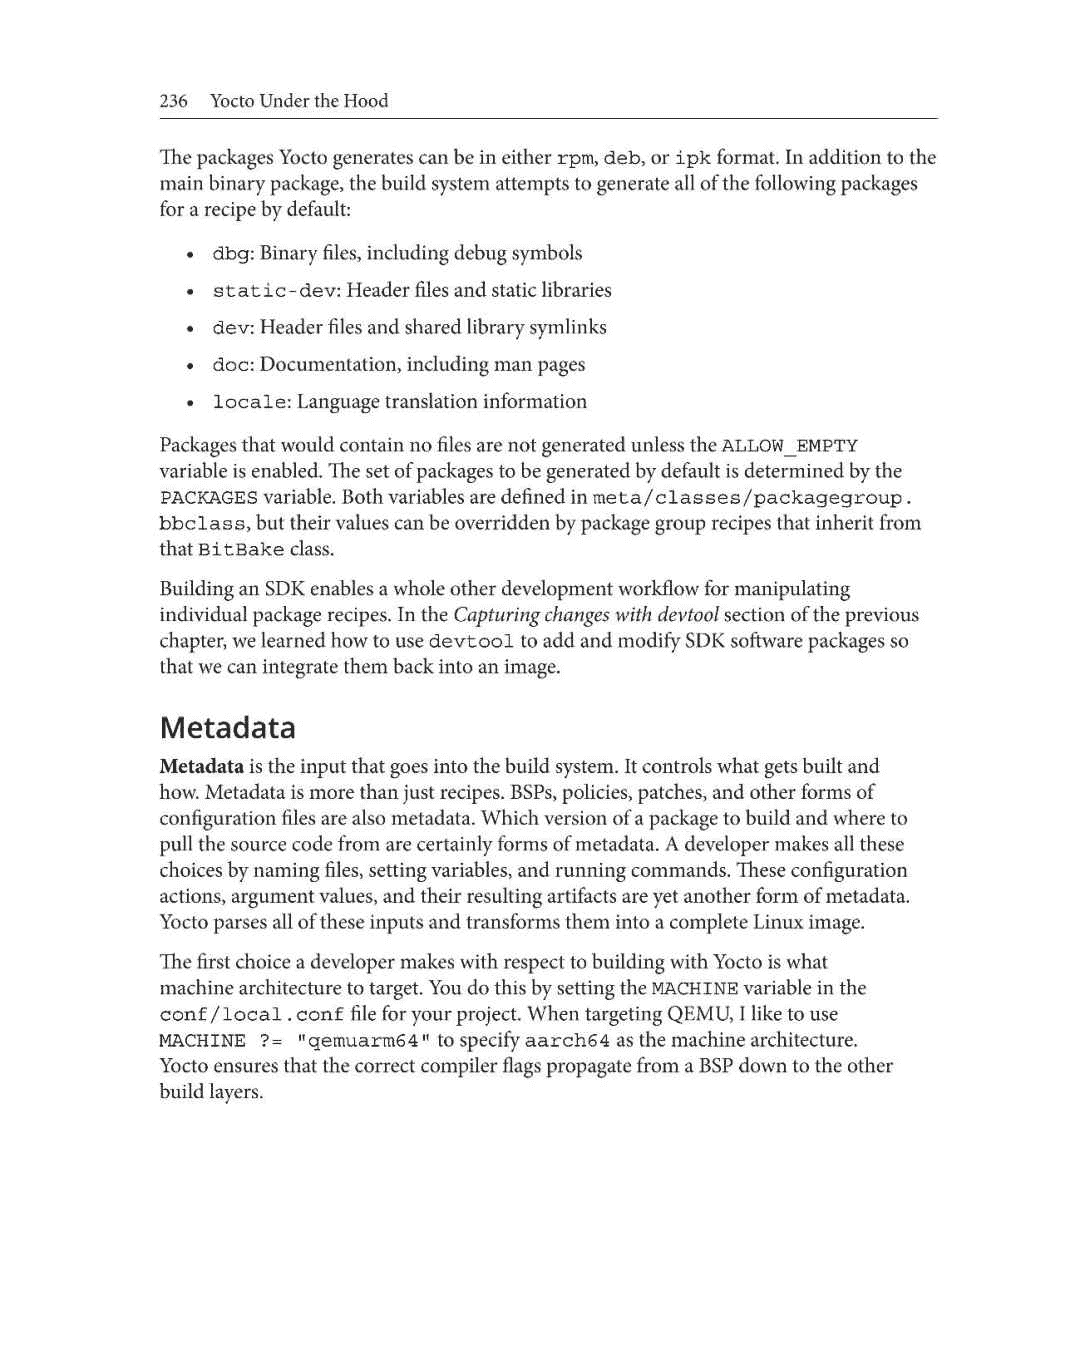 236 Yocto Under the Hood
The packages Yocto generates can be in either rpm, deb, or ipk format. In addition to the
main binary package, the build system attempts to generate all of the following packages
for a recipe by default:
• dbg: Binary files, including debug symbols
• static-dev: Header files and static libraries
• dev: Header files and shared library symlinks
• doc: Documentation, including man pages
• locale: Language translation information
Packages that would contain no files are not generated unless the ALLOW_EMPTY
variable is enabled. The set of packages to be generated by default is determined by the
PACKAGES variable. Both variables are defined in meta/classes/packagegroup.
bbclass, but their values can be overridden by package group recipes that inherit from
that BitBake class.
Building an SDK enables a whole other development workflow for manipulating
individual package recipes. In the Capturing changes with devtool section of the previous
chapter, we learned how to use devtool to add and modify SDK software packages so
that we can integrate them back into an image.
Metadata
Metadata is the input that goes into the build system. It controls what gets built and
how. Metadata is more than just recipes. BSPs, policies, patches, and other forms of
configuration files are also metadata. Which version of a package to build and where to
pull the source code from are certainly forms of metadata. A developer makes all these
choices by naming files, setting variables, and running commands. These configuration
actions, argument values, and their resulting artifacts are yet another form of metadata.
Yocto parses all of these inputs and transforms them into a complete Linux image.
The first choice a developer makes with respect to building with Yocto is what
machine architecture to target. You do this by setting the MACHINE variable in the
conf/local.conf file for your project. When targeting QEMU, I like to use
MACHINE ?= "qemuarm64" to specify aarch64 as the machine architecture.
Yocto ensures that the correct compiler flags propagate from a BSP down to the other
build layers.